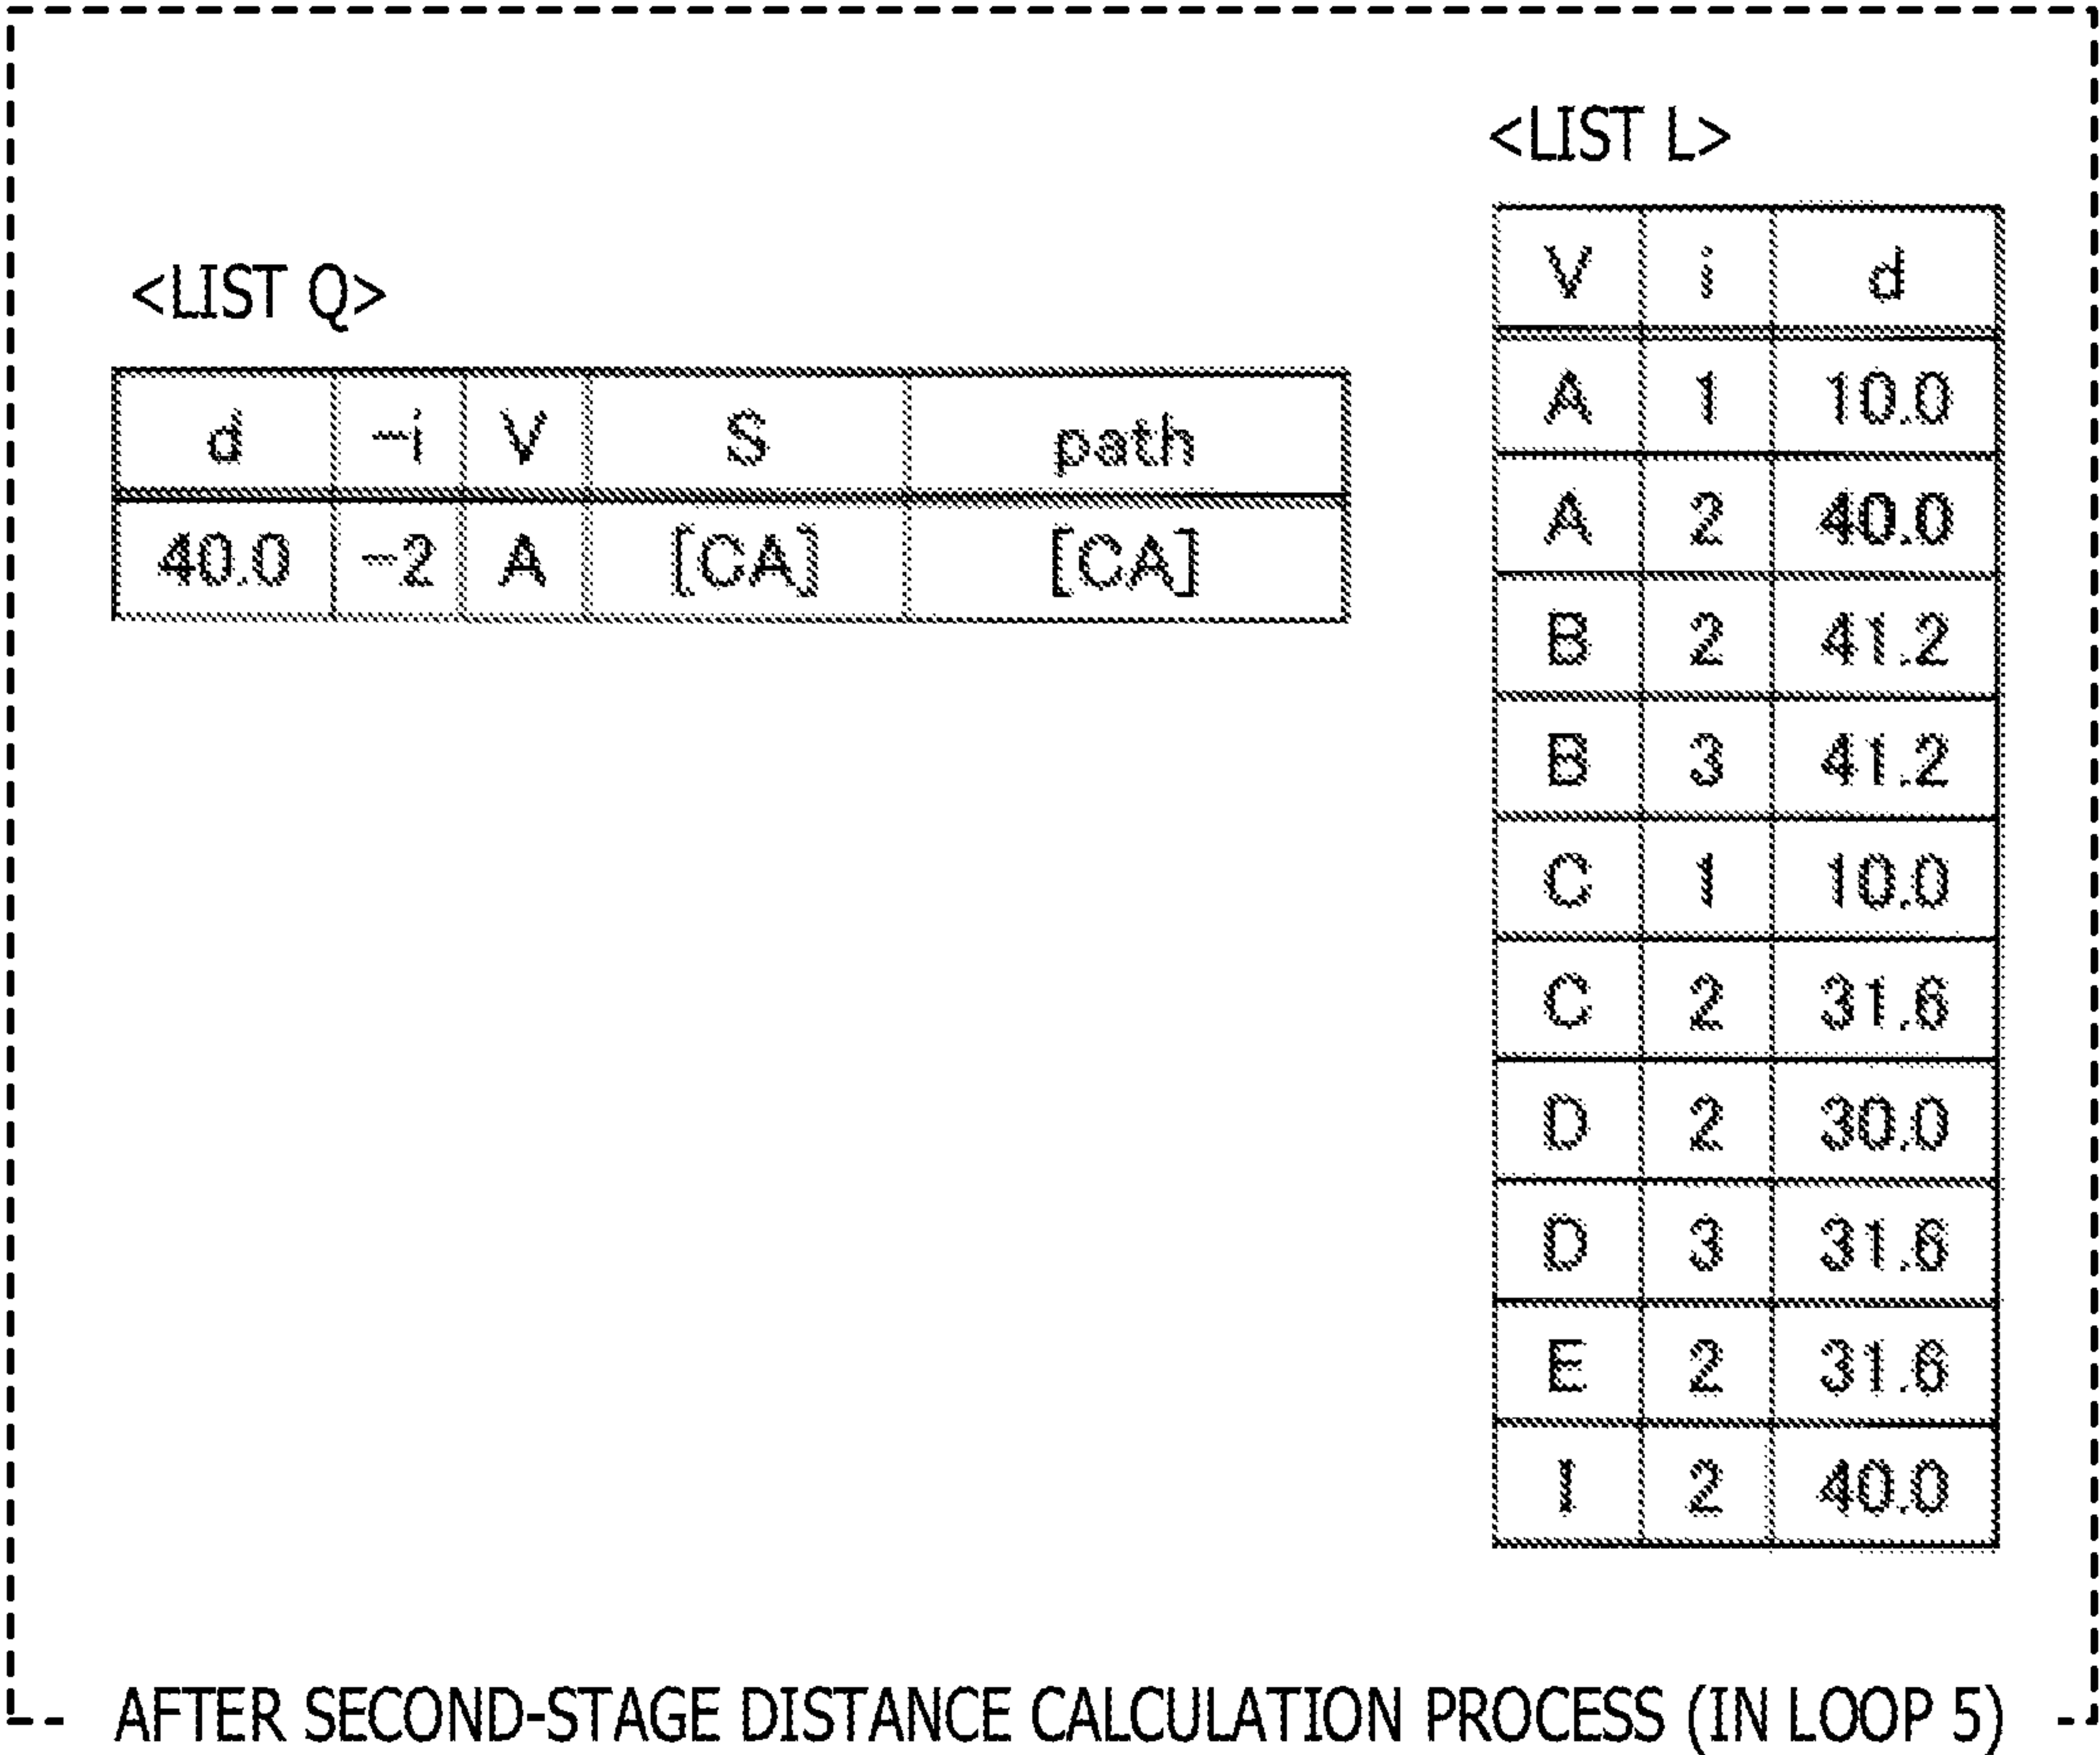 <LIST Q>
d -i V S path
40.0 -2 A [CA] [CA]
<LIST L>
V i d
A 1 10.0
A 2 40.0
B 2 41.2
B 3 41.2
C 1 10.0
C 2 31.6
D 2 30.0
D 3 31.6
E 2 31.6
I 2 40.0
AFTER SECOND-STAGE DISTANCE CALCULATION PROCESS (IN LOOP 5)